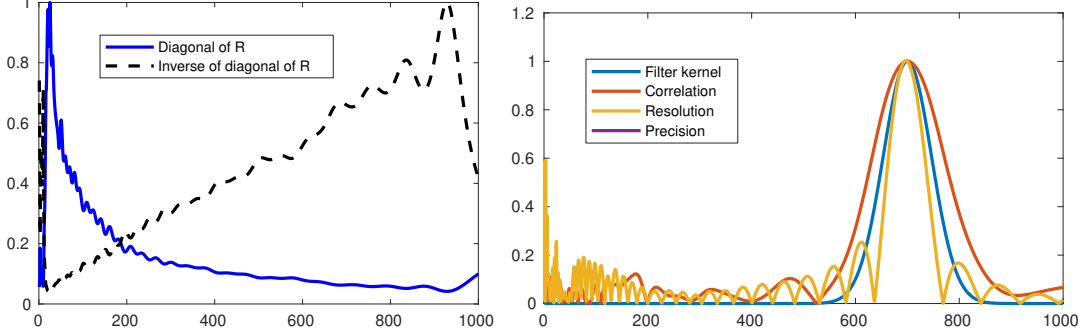 1
0.8
0.6
0.4
0.2
0
0 200 400 600 800 1000
Diagonal of R
Inverse of diagonal of R
1.2
1
0.8
0.6
0.4
0.2
0
0 200 400 600 800 1000
Filter kernel
Correlation
Resolution
Precision